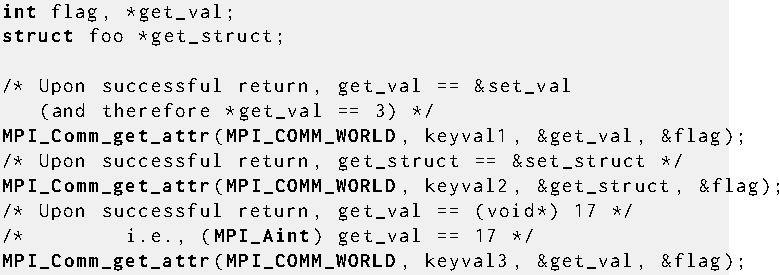 int flag, *get_val;
struct foo *get_struct;
/* Upon successful return, get_val == &set_val
(and therefore *get_val == 3) */
MPI_Comm_get_attr(MPI_COMM_WORLD, keyval1, &get_val, &flag);
/* Upon successful return, get_struct == &set_struct */
MPI_Comm_get_attr(MPI_COMM_WORLD, keyval2, &get_struct, &flag);
/* Upon successful return, get_val == (void*) 17 */
/* i.e., (MPI_Aint) get_val == 17 */
MPI_Comm_get_attr(MPI_COMM_WORLD, keyval3, &get_val, &flag);